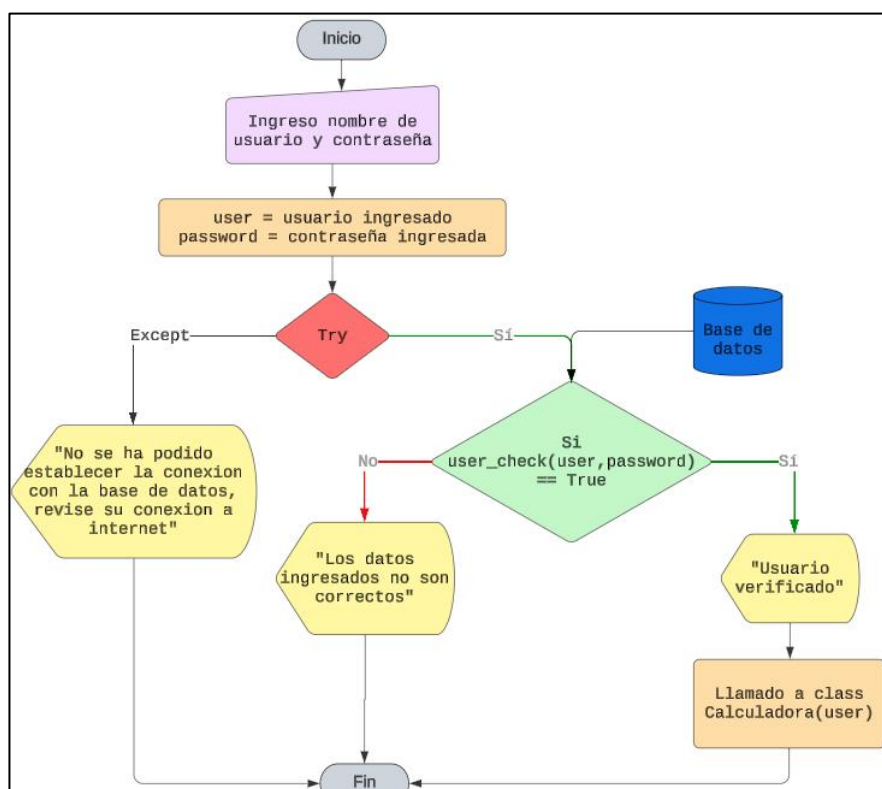 Inicio
Ingreso nombre de
usuario y contraseña
user = usuario ingresado
password = contraseña ingresada
Except
Try
Sí
Base de
datos
"No se ha podido
establecer la conexion
con la base de datos,
revise su conexion a
internet"
No
Si
user_check(user,password)
== True
Sí
"Los datos
ingresados no son
correctos"
"Usuario
verificado"
Llamado a class
Calculadora(user)
Fin